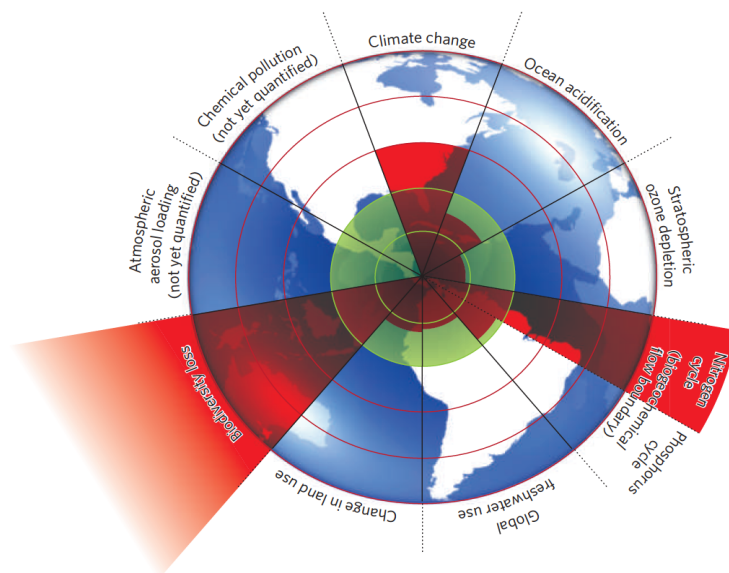 Climate change
Ocean acidification
Stratospheric
ozone depletion
Nitrogen
cycle
(biogeochemical
flow boundary)
Phosphorus
cycle
Global
freshwater use
Change in land use
Biodiversity loss
Atmospheric
aerosol loading
(not yet quantified)
Chemical pollution
(not yet quantified)